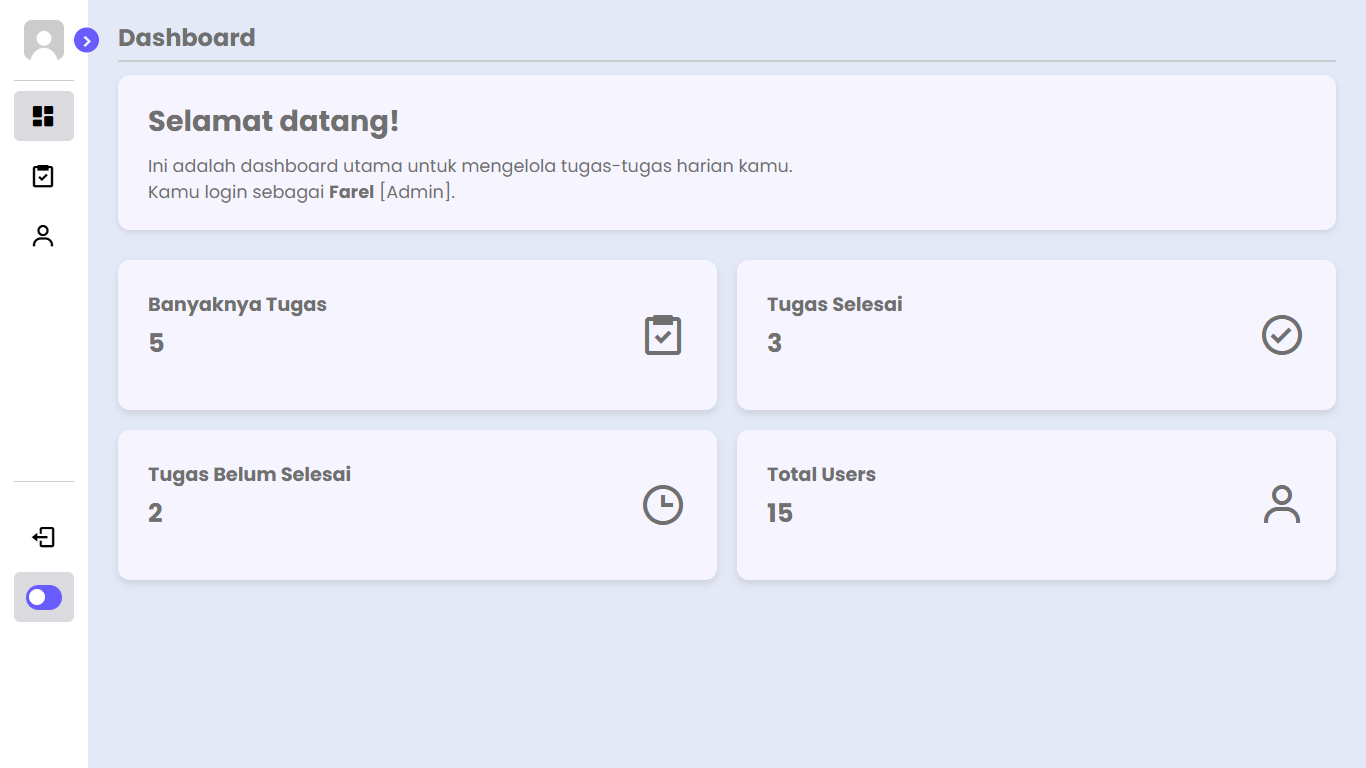 Dashboard
Selamat datang!
Ini adalah dashboard utama untuk mengelola tugas-tugas harian kamu.
Kamu login sebagai Farel [Admin].
Banyaknya Tugas
5
Tugas Selesai
3
Tugas Belum Selesai
2
Total Users
15